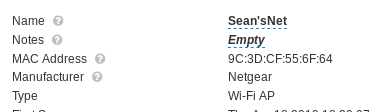 Name Sean'sNet
Notes Empty
MAC Address 9C:3D:CF:55:6F:64
Manufacturer Netgear
Type Wi-Fi AP